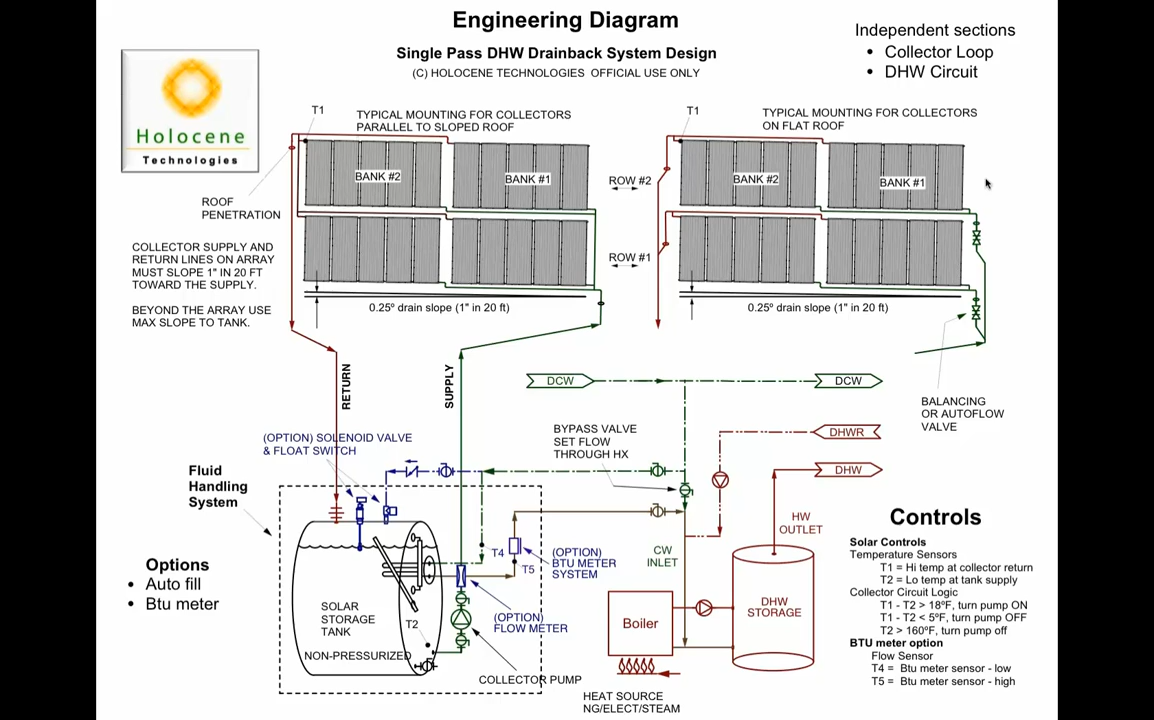 Engineering Diagram
Single Pass DHW Drainback System Design
(C) HOLOCENE TECHNOLOGIES OFFICIAL USE ONLY
Independent sections
• Collector Loop
• DHW Circuit
Holocene
Technologies
T1
TYPICAL MOUNTING FOR COLLECTORS
PARALLEL TO SLOPED ROOF
T1
TYPICAL MOUNTING FOR COLLECTORS
ON FLAT ROOF
BANK #2
BANK #1
ROW #2
BANK #2
BANK #1
ROOF
PENETRATION
COLLECTOR SUPPLY AND
RETURN LINES ON ARRAY
MUST SLOPE 1" IN 20 FT
TOWARD THE SUPPLY.
BEYOND THE ARRAY USE
MAX SLOPE TO TANK.
ROW #1
0.25º drain slope (1" in 20 ft)
0.25º drain slope (1" in 20 ft)
RETURN
SUPPLY
DCW
DCW
BALANCING
OR AUTOFLOW
VALVE
(OPTION) SOLENOID VALVE
& FLOAT SWITCH
BYPASS VALVE
SET FLOW
THROUGH HX
DHWR
DHW
Fluid
Handling
System
HW
OUTLET
Options
• Auto fill
• Btu meter
T4
T5
(OPTION)
BTU METER
SYSTEM
CW
INLET
SOLAR
STORAGE
TANK
NON-PRESSURIZED
T2
(OPTION)
FLOW METER
COLLECTOR PUMP
Boiler
DHW
STORAGE
HEAT SOURCE
NG/ELECT/STEAM
Controls
Solar Controls
Temperature Sensors
T1 = Hi temp at collector return
T2 = Lo temp at tank supply
Collector Circuit Logic
T1 - T2 > 18ºF, turn pump ON
T1 - T2 < 5ºF, turn pump OFF
T2 > 160ºF, turn pump off
BTU meter option
Flow Sensor
T4 = Btu meter sensor - low
T5 = Btu meter sensor - high